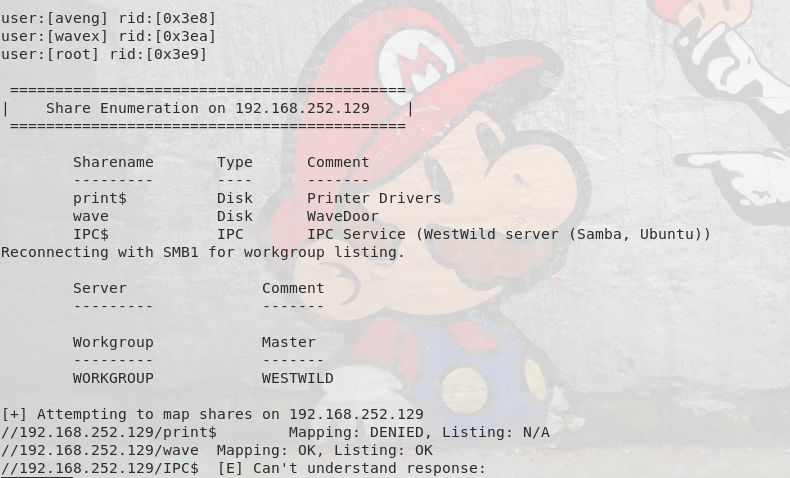 user:[aveng] rid:[0x3e8]
user:[wavex] rid:[0x3ea]
user:[root] rid:[0x3e9]
============================================
|    Share Enumeration on 192.168.252.129    |
============================================
Sharename       Type      Comment
---------       ----      -------
print$          Disk      Printer Drivers
wave            Disk      WaveDoor
IPC$            IPC       IPC Service (WestWild server (Samba, Ubuntu))
Reconnecting with SMB1 for workgroup listing.
Server               Comment
---------            -------
Workgroup            Master
---------            -------
WORKGROUP            WESTWILD
[+] Attempting to map shares on 192.168.252.129
//192.168.252.129/print$        Mapping: DENIED, Listing: N/A
//192.168.252.129/wave  Mapping: OK, Listing: OK
//192.168.252.129/IPC$  [E] Can't understand response:
M